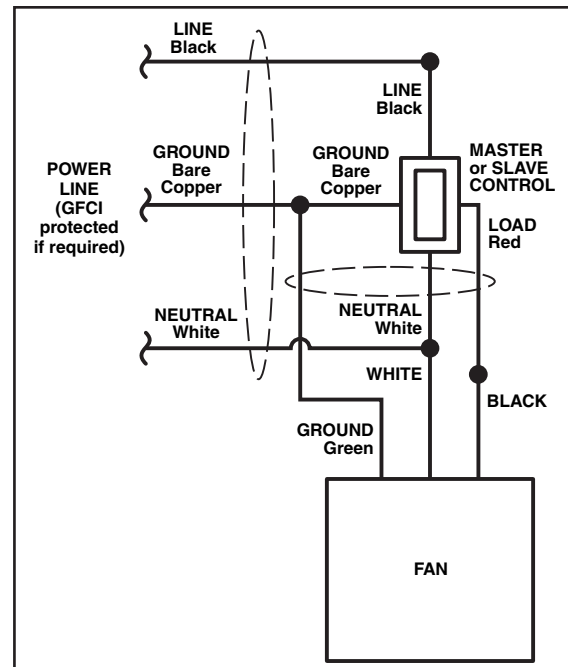 LINE
Black
LINE
Black
GROUND
Bare
Copper
GROUND
Bare
Copper
MASTER
or SLAVE
CONTROL
POWER
LINE
(GFCI
protected
if required)
LOAD
Red
NEUTRAL
White
NEUTRAL
White
WHITE
BLACK
GROUND
Green
FAN